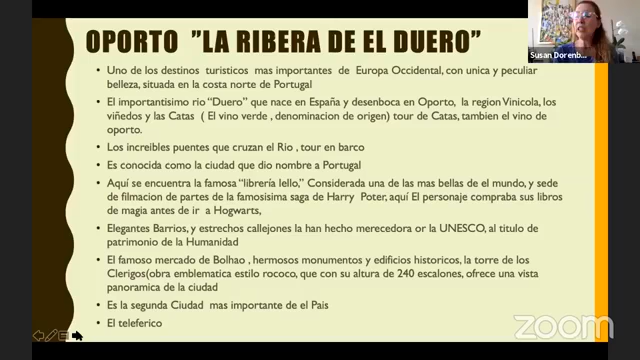 OPORTO "LA RIBERA DE EL DUERO"
Uno de los destinos turisticos mas importantes de Europa Occidental, con unica y peculiar
belleza, situada en la costa norte de Portugal
El importantisimo rio "Duero" que nace en España y desemboca en Oporto, la region Vinicola, los
viñedos y las Catas ( El vino verde , denominacion de origen) tour de Catas, tambien el vino de
oporto.
Los increibles puentes que cruzan el Rio , tour en barco
Es conocida como la ciudad que dio nombre a Portugal
Aquí se encuentra la famosa "librería lello," Considerada una de las mas bellas de el mundo, y sede
de filmacion de partes de la famosisima saga de Harry Poter, aquí El personaje compraba sus libros
de magia antes de ir a Hogwarts,
Elegantes Barrios, y estrechos callejones la han hecho merecedora or la UNESCO, al titulo de
patrimonio de la Humanidad
El famoso mercado de Bolhao , hermosos monumentos y edificios historicos, la torre de los
Clerigos(obra emblematica estilo rococo, que con su altura de 240 escalones, ofrece una vista
panoramica de la ciudad
Es la segunda Ciudad mas importante de el Pais
El teleferico
Susan Dorenb...
zoom